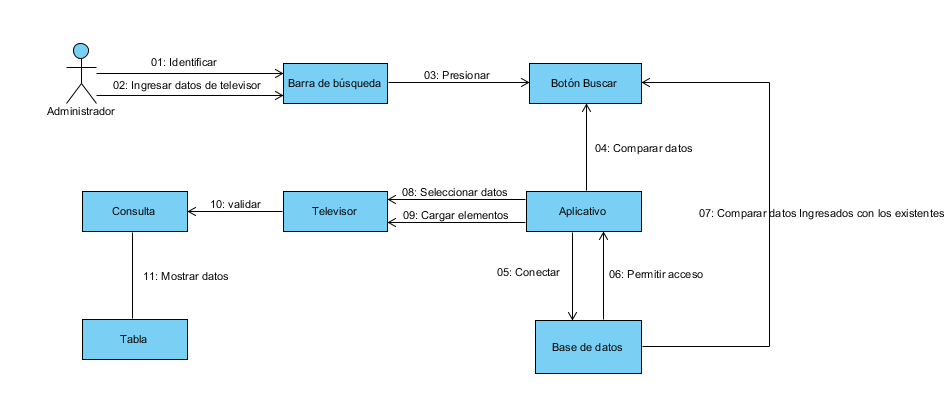 01: Identificar
02: Ingresar datos de televisor
Administrador
Barra de búsqueda
03: Presionar
Botón Buscar
04: Comparar datos
Consulta
10: validar
Televisor
08: Seleccionar datos
09: Cargar elementos
Aplicativo
07: Comparar datos Ingresados con los existentes
11: Mostrar datos
05: Conectar
06: Permitir acceso
Tabla
Base de datos